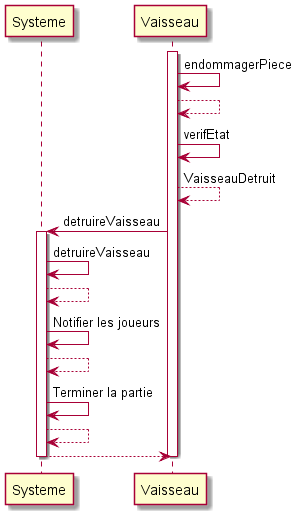 Systeme
Vaisseau
endommagerPiece
verifEtat
VaisseauDetruit
detruireVaisseau
detruireVaisseau
Notifier les joueurs
Terminer la partie
Systeme
Vaisseau